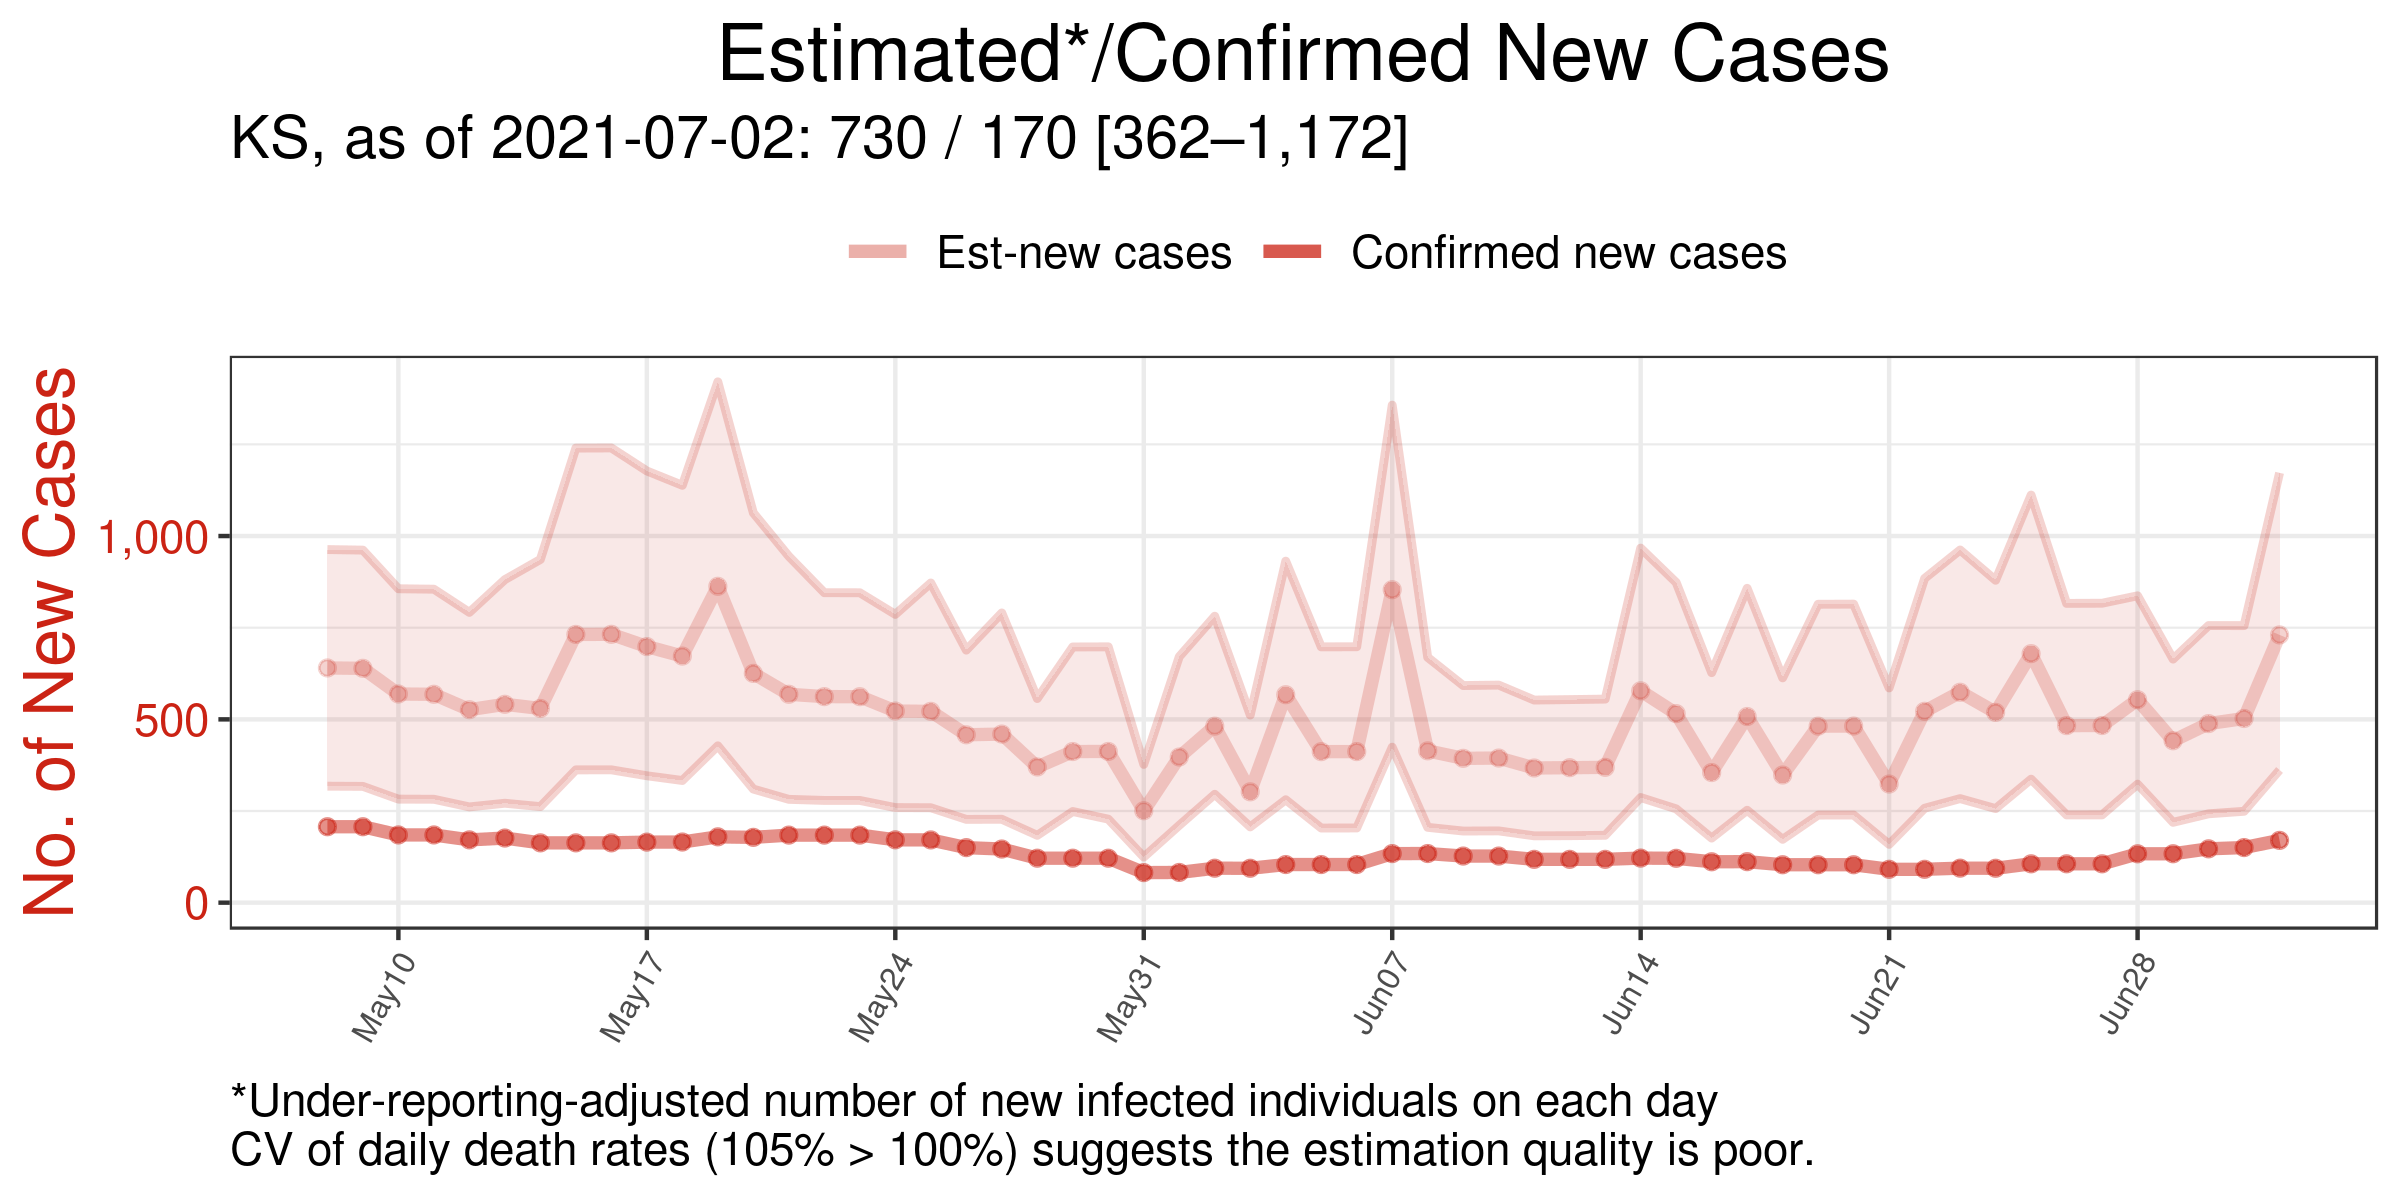 Estimated*/Confirmed New Cases
KS, as of 2021-07-02: 730 / 170 [362–1,172]
Est-new cases
Confirmed new cases
No. of New Cases
1,000
500
0
May10
May17
May24
May31
Jun07
Jun14
Jun21
Jun28
*Under-reporting-adjusted number of new infected individuals on each day
CV of daily death rates (105% > 100%) suggests the estimation quality is poor.